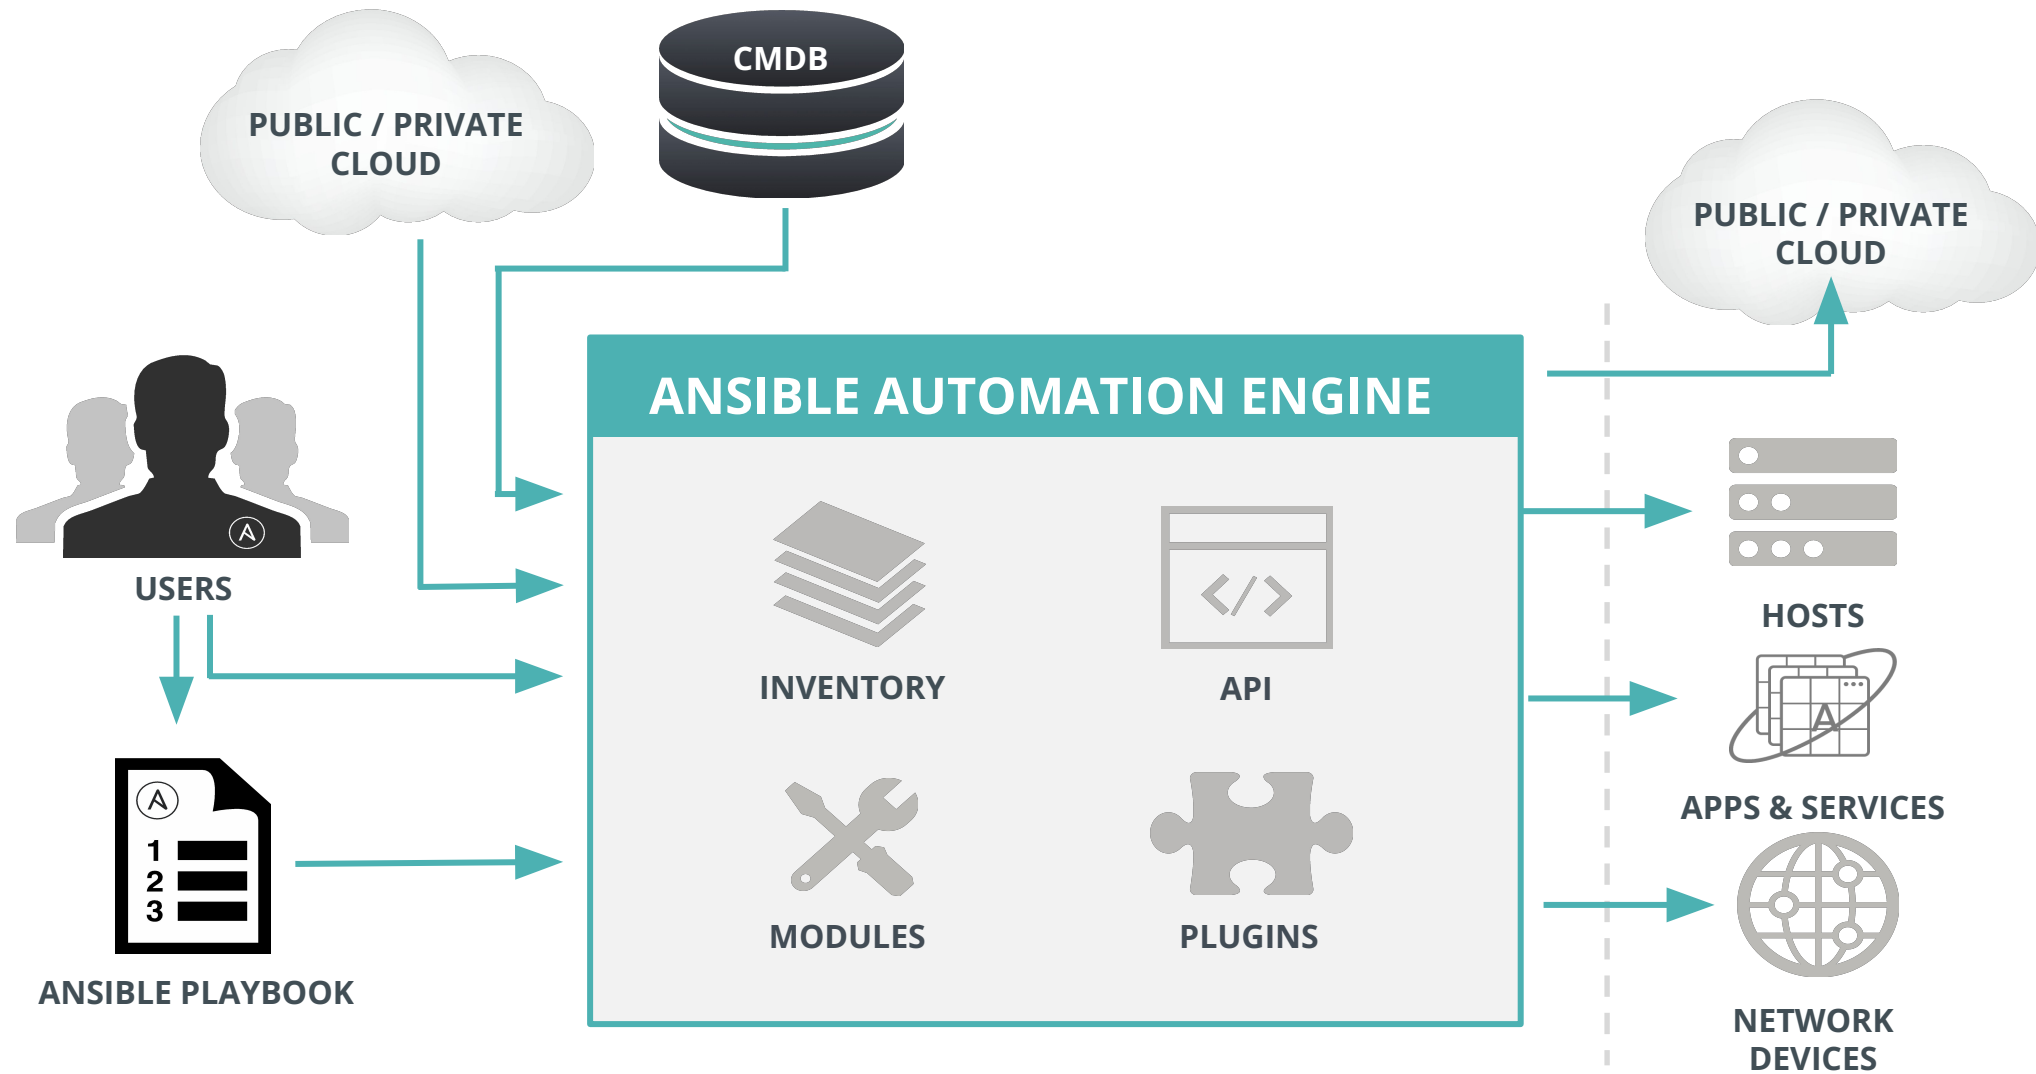 PUBLIC / PRIVATE
CLOUD
CMDB
PUBLIC / PRIVATE
CLOUD
ANSIBLE AUTOMATION ENGINE
USERS
INVENTORY
API
HOSTS
A
APPS & SERVICES
A
1
2
3
MODULES
PLUGINS
ANSIBLE PLAYBOOK
NETWORK
DEVICES